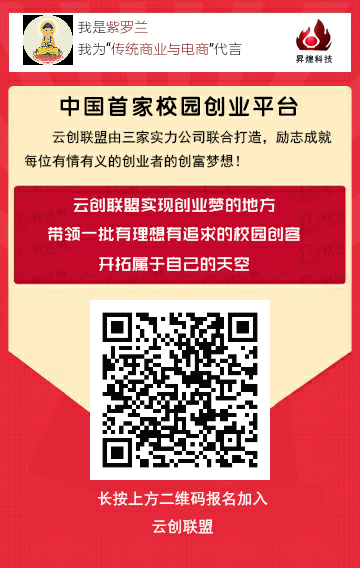 我是紫罗兰
我为“传统商业与电商”代言
昇煌科技
中国首家校园创业平台
云创联盟由三家实力公司联合打造，励志成就
每位有情有义的创业者的创富梦想！
云创联盟实现创业梦的地方
带领一批有理想有追求的校园创客
开拓属于自己的天空
长按上方二维码报名加入
云创联盟